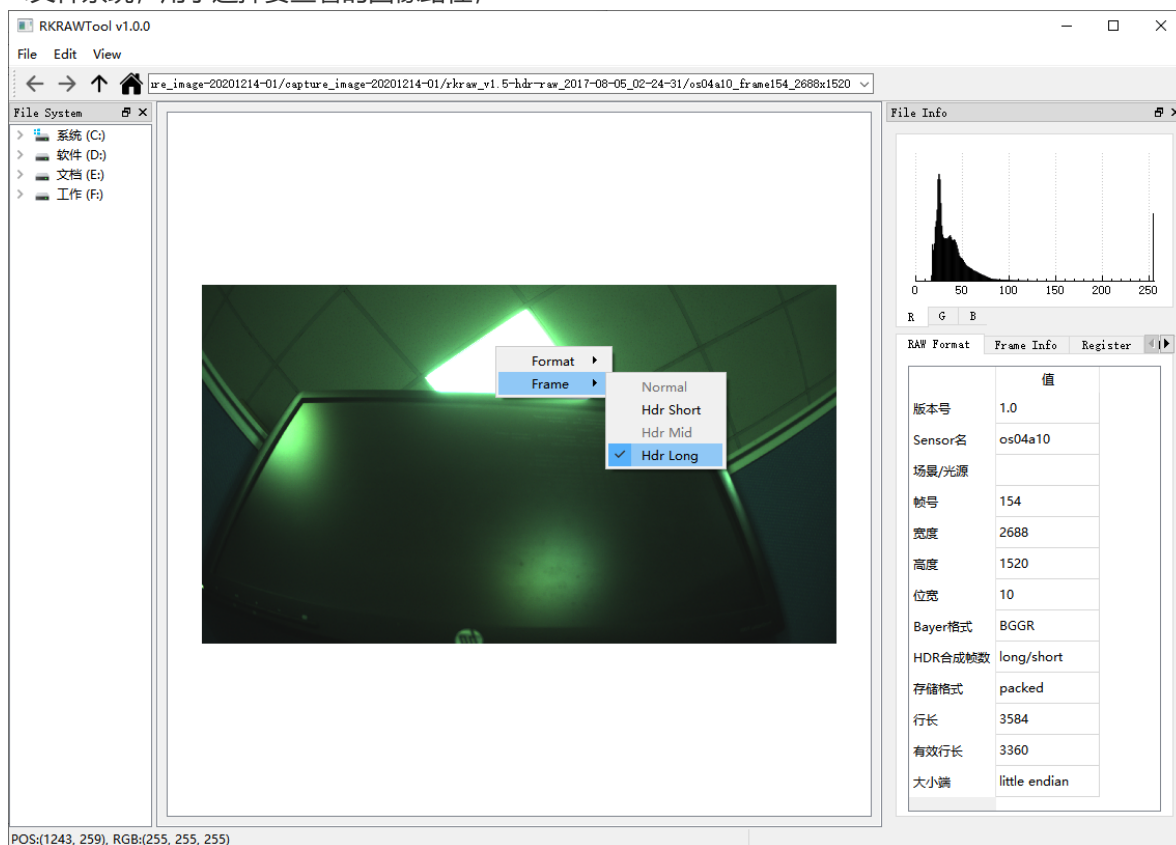 RKRAWTool v1.0.0
File Edit View
ure_image-20201214-01/capture_image-20201214-01/rkraw_v1.5-hdr-raw_2017-08-05_02-24-31/os04a10_frame154_2688x1520
File System
系统 (C:)
软件 (D:)
文档 (E:)
工作 (F:)
Format
Frame
Normal
Hdr Short
Hdr Mid
Hdr Long
File Info
0 50 100 150 200 250
R G B
RAW Format Frame Info Register
值
版本号 1.0
Sensor名 os04a10
场景/光源
帧号 154
宽度 2688
高度 1520
位宽 10
Bayer格式 BGGR
HDR合成帧数 long/short
存储格式 packed
行长 3584
有效行长 3360
大小端 little endian
POS:(1243, 259), RGB:(255, 255, 255)